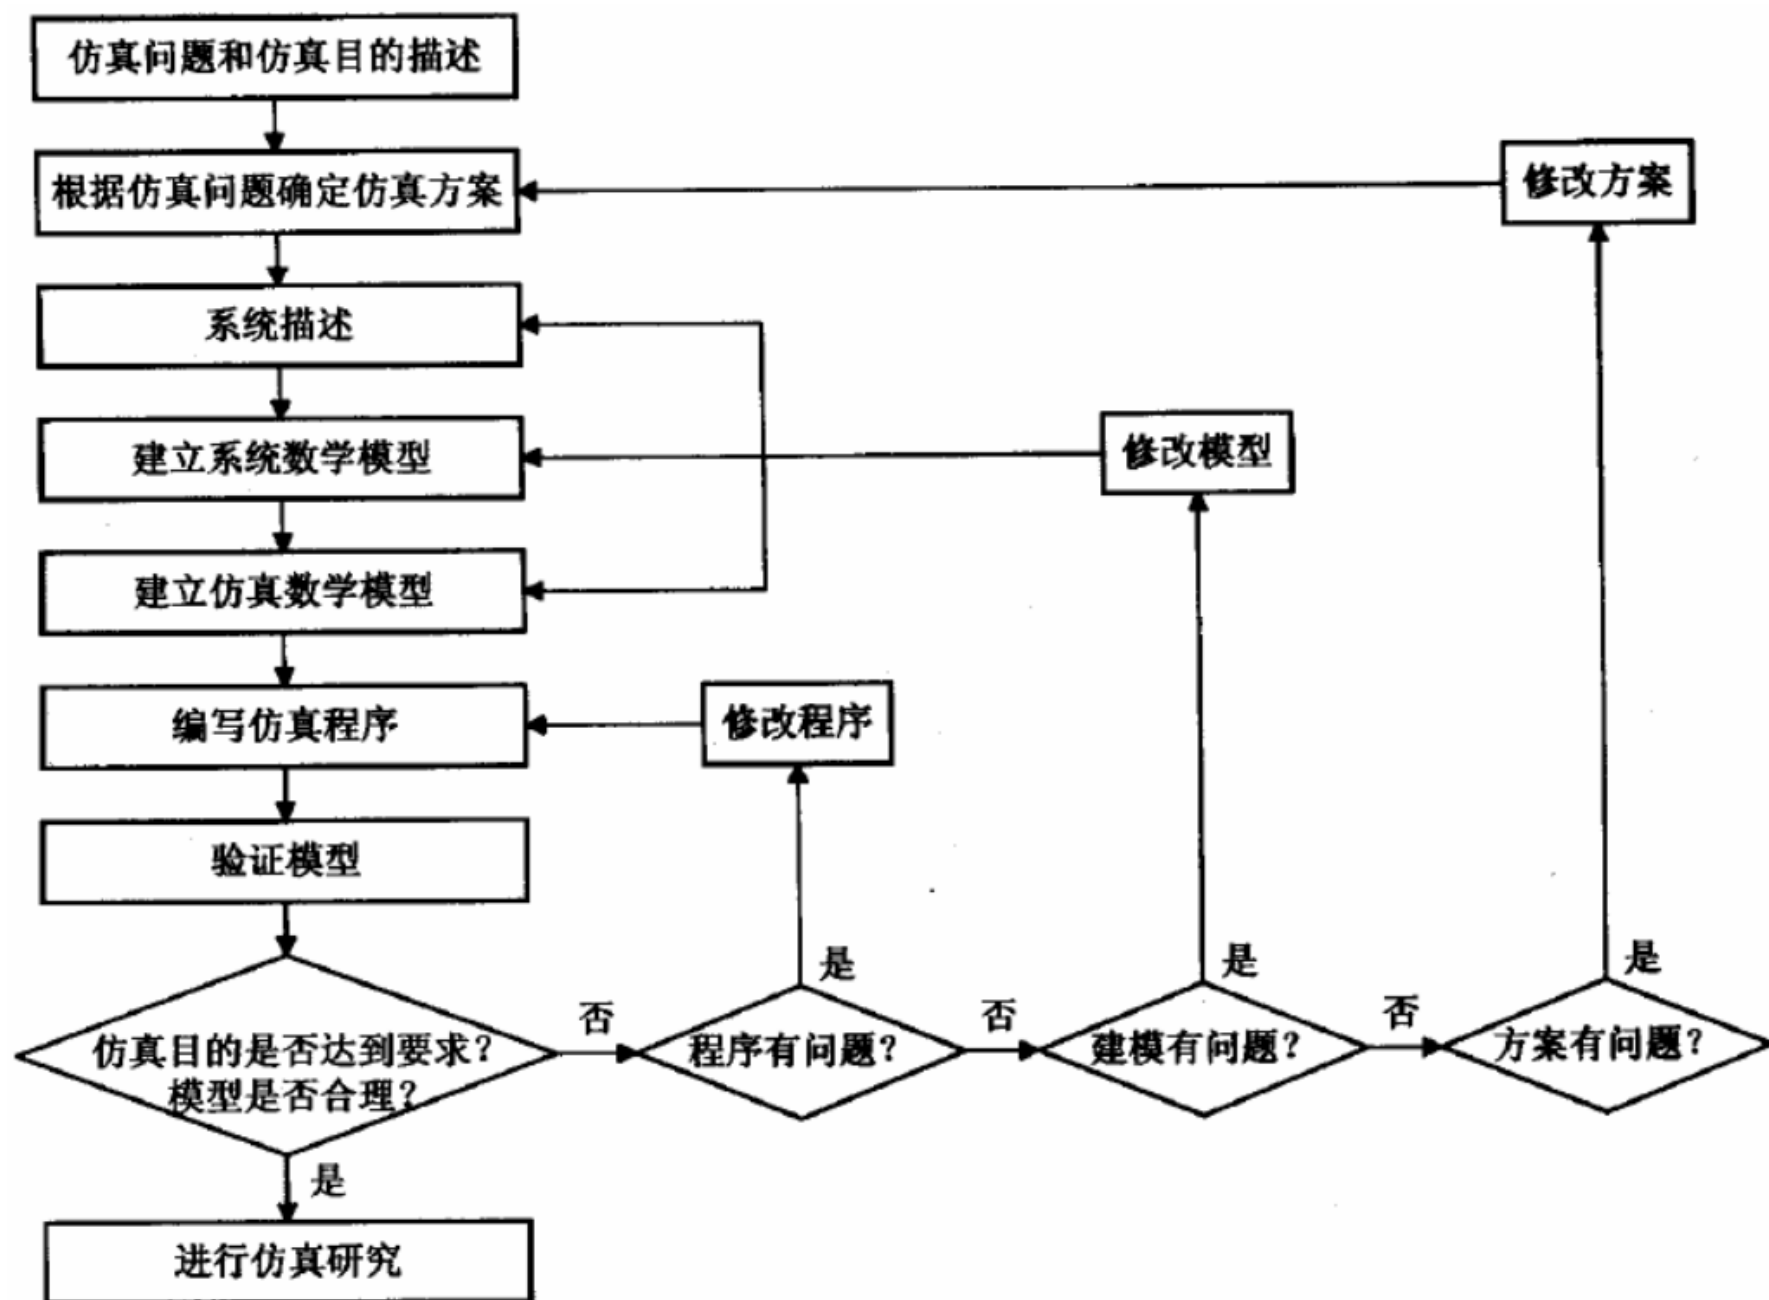 仿真问题和仿真目的描述
根据仿真问题确定仿真方案
修改方案
系统描述
建立系统数学模型
修改模型
建立仿真数学模型
编写仿真程序
修改程序
验证模型
是
是
是
否
否
否
仿真目的是否达到要求？
模型是否合理？
程序有问题？
建模有问题？
方案有问题？
是
进行仿真研究